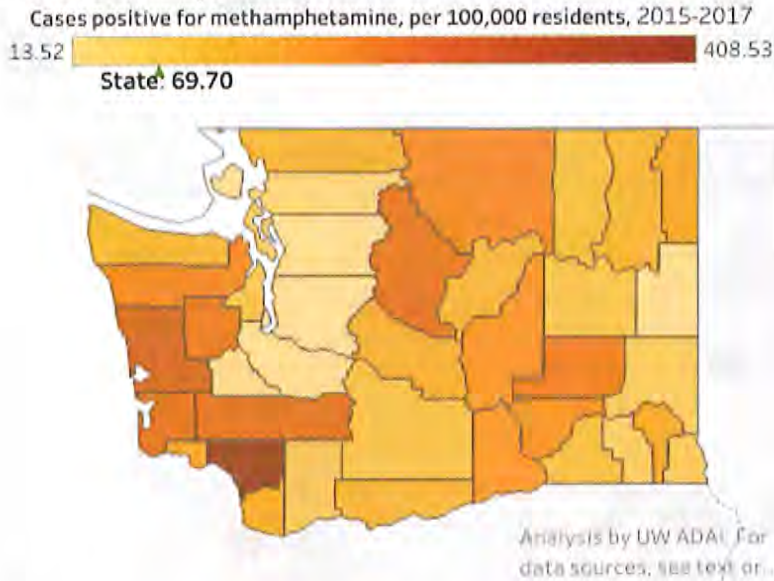 Cases positive for methamphetamine, per 100,000 residents, 2015-2017
13.52 408.53
State: 69.70
Analysis by UW ADAI. For
data sources, see text or..